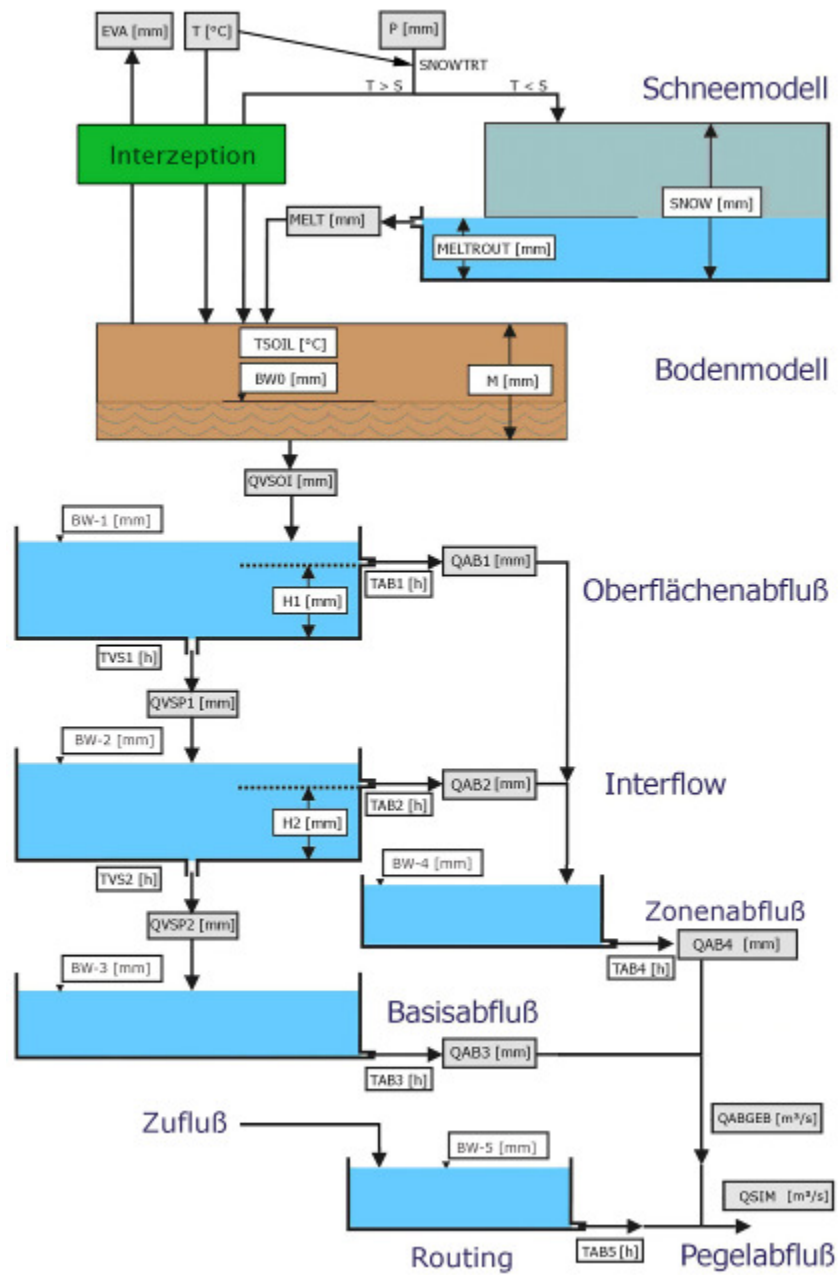 EVA [mm]
T [°C]
P [mm]
SNOWTRT
T > S
T < S
Schneemodell
Interzeption
SNOW [mm]
MELT [mm]
MELTROUT [mm]
TSOIL [°C]
BW0 [mm]
M [mm]
Bodenmodell
QVSOI [mm]
BW-1 [mm]
QAB1 [mm]
TAB1 [h]
H1 [mm]
Oberflächenabfluß
TVS1 [h]
QVSP1 [mm]
BW-2 [mm]
QAB2 [mm]
Interflow
TAB2 [h]
H2 [mm]
BW-4 [mm]
TVS2 [h]
Zonenabfluß
QVSP2 [mm]
QAB4 [mm]
BW-3 [mm]
TAB4 [h]
Basisabfluß
QAB3 [mm]
TAB3 [h]
Zufluß
QABGEB [m³/s]
BW-5 [mm]
QSIM [m³/s]
TAB5 [h]
Routing
Pegelabfluß